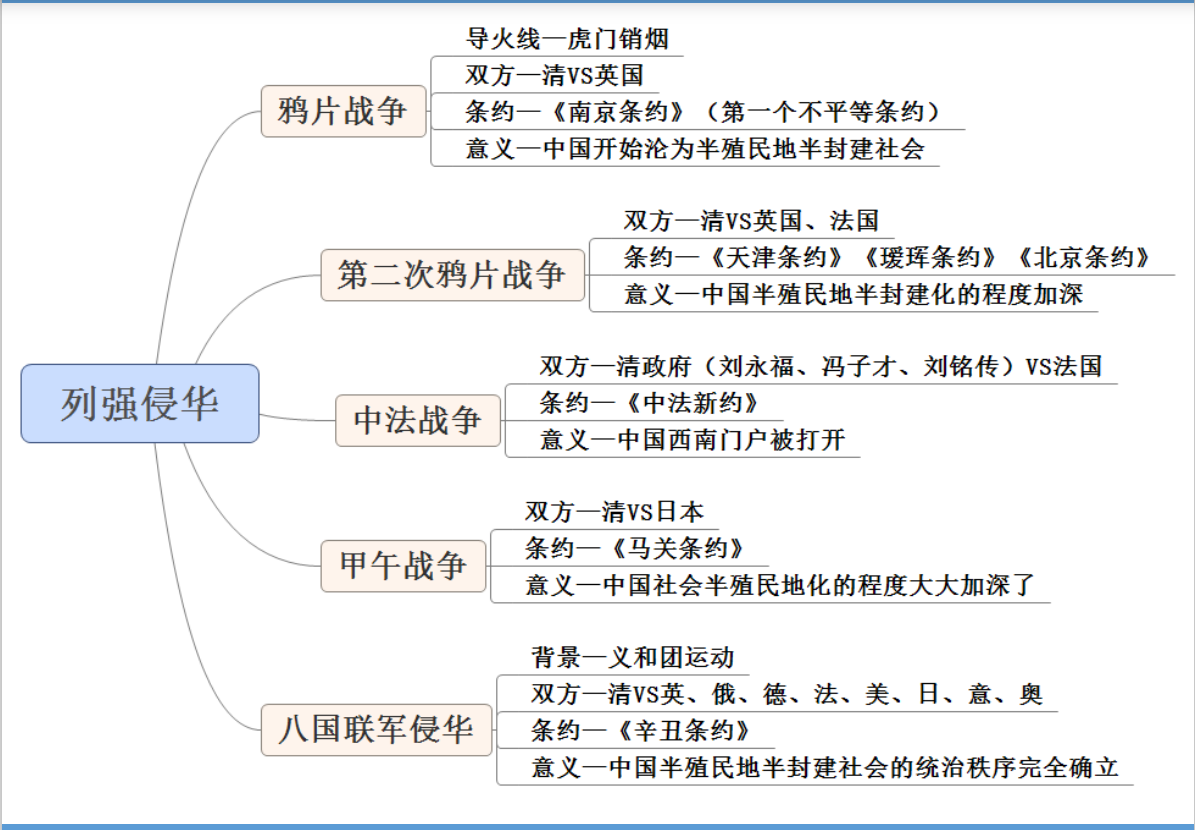 导火线—虎门销烟
双方—清VS英国
鸦片战争
条约—《南京条约》（第一个不平等条约）
意义—中国开始沦为半殖民地半封建社会
双方—清VS英国、法国
条约—《天津条约》《瑷珲条约》《北京条约》
第二次鸦片战争
意义—中国半殖民地半封建化的程度加深
双方—清政府（刘永福、冯子才、刘铭传）VS法国
列强侵华
条约—《中法新约》
中法战争
意义—中国西南门户被打开
双方—清VS日本
条约—《马关条约》
甲午战争
意义—中国社会半殖民地化的程度大大加深了
背景—义和团运动
双方—清VS英、俄、德、法、美、日、意、奥
八国联军侵华
条约—《辛丑条约》
意义—中国半殖民地半封建社会的统治秩序完全确立